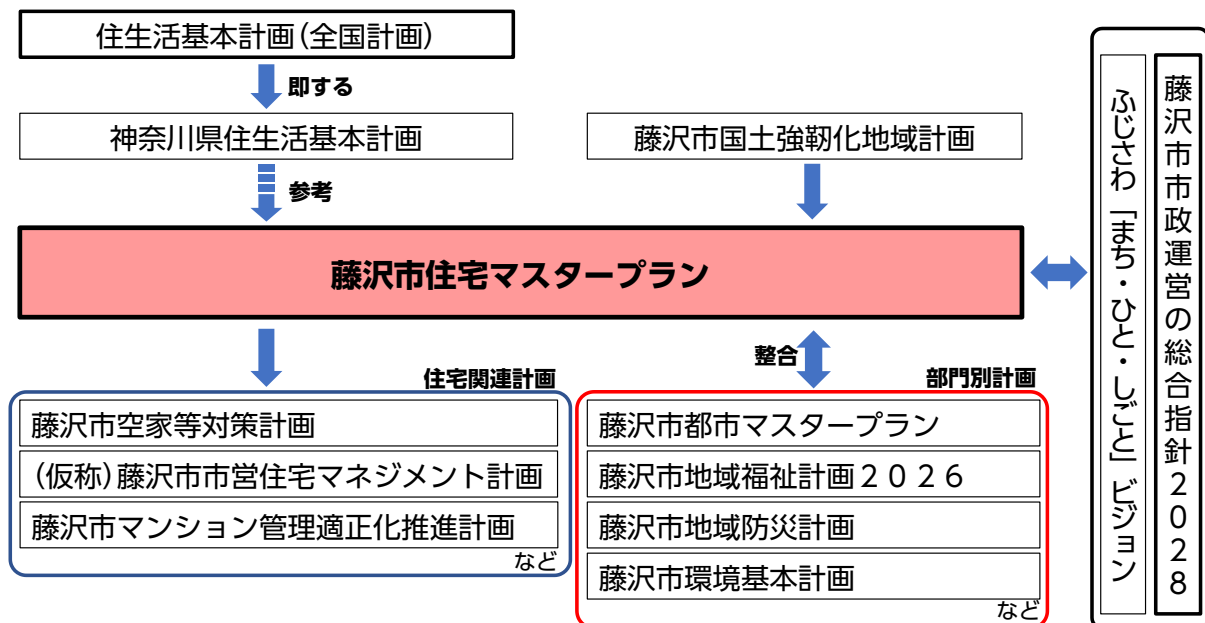 住生活基本計画(全国計画)
即する
神奈川県住生活基本計画
藤沢市国土強靭化地域計画
参考
藤沢市住宅マスタープラン
整合
住宅関連計画
藤沢市空家等対策計画
(仮称)藤沢市市営住宅マネジメント計画
藤沢市マンション管理適正化推進計画
など
部門別計画
藤沢市都市マスタープラン
藤沢市地域福祉計画2026
藤沢市地域防災計画
藤沢市環境基本計画
など
藤沢市市政運営の総合指針2028
ふじさわ「まち・ひと・しごと」ビジョン